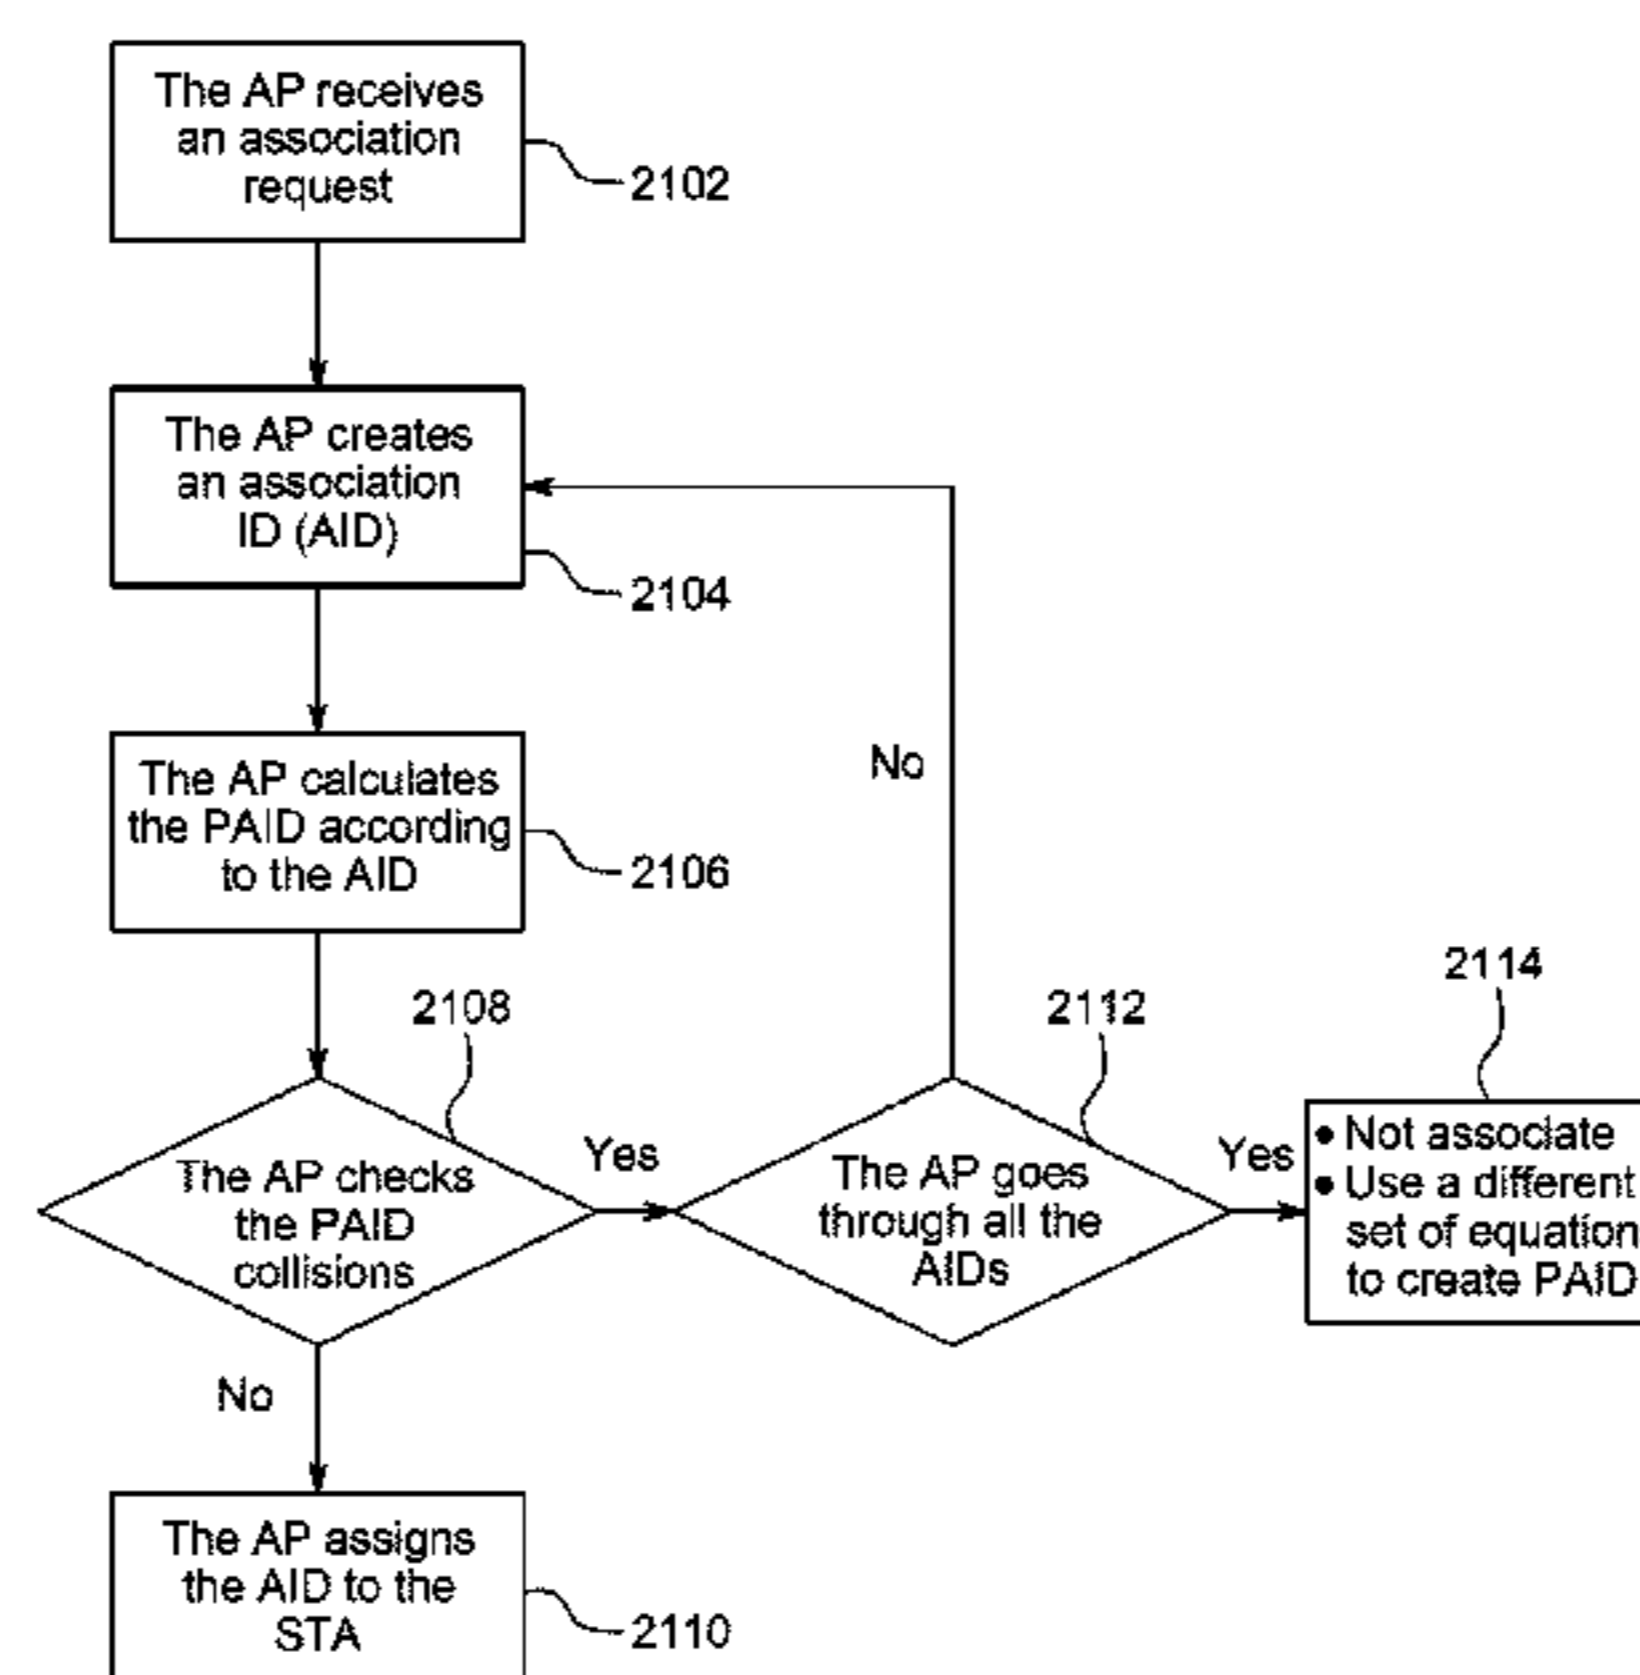 The AP receives
an association
request
2102
The AP creates
an association
ID (AID)
2104
No
The AP calculates
the PAID according
to the AID
2106
2108
2112
2114
The AP checks
the PAID
collisions
Yes
The AP goes
through all the
AIDs
Yes
• Not associate
• Use a different
set of equation
to create PAID
No
The AP assigns
the AID to the
STA
2110